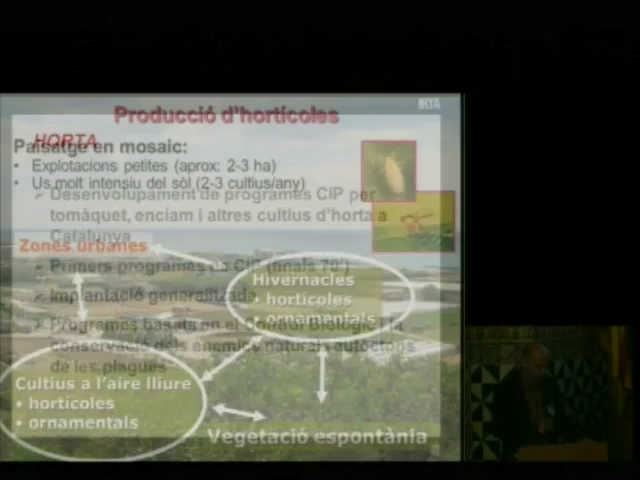 IRTA
Producció d'hortícoles
HORTA
Paisatge en mosaic:
• Explotacions petites (aprox: 2-3 ha)
• Us molt intensiu del sòl (2-3 cultius/any)
Desenvolupament de programes CIP per
tomàquet, enciam i altres cultius d'horta a
Catalunya
Zones urbanes
Primers programes de CIP (finals 70')
Hivernacles
• hortícoles
• ornamentals
Implantació generalitzada
Programes basats en el Control Biològic i la
conservació dels enemics naturals autòctons
de les plagues
Cultius a l'aire lliure
• hortícoles
• ornamentals
Vegetació espontània